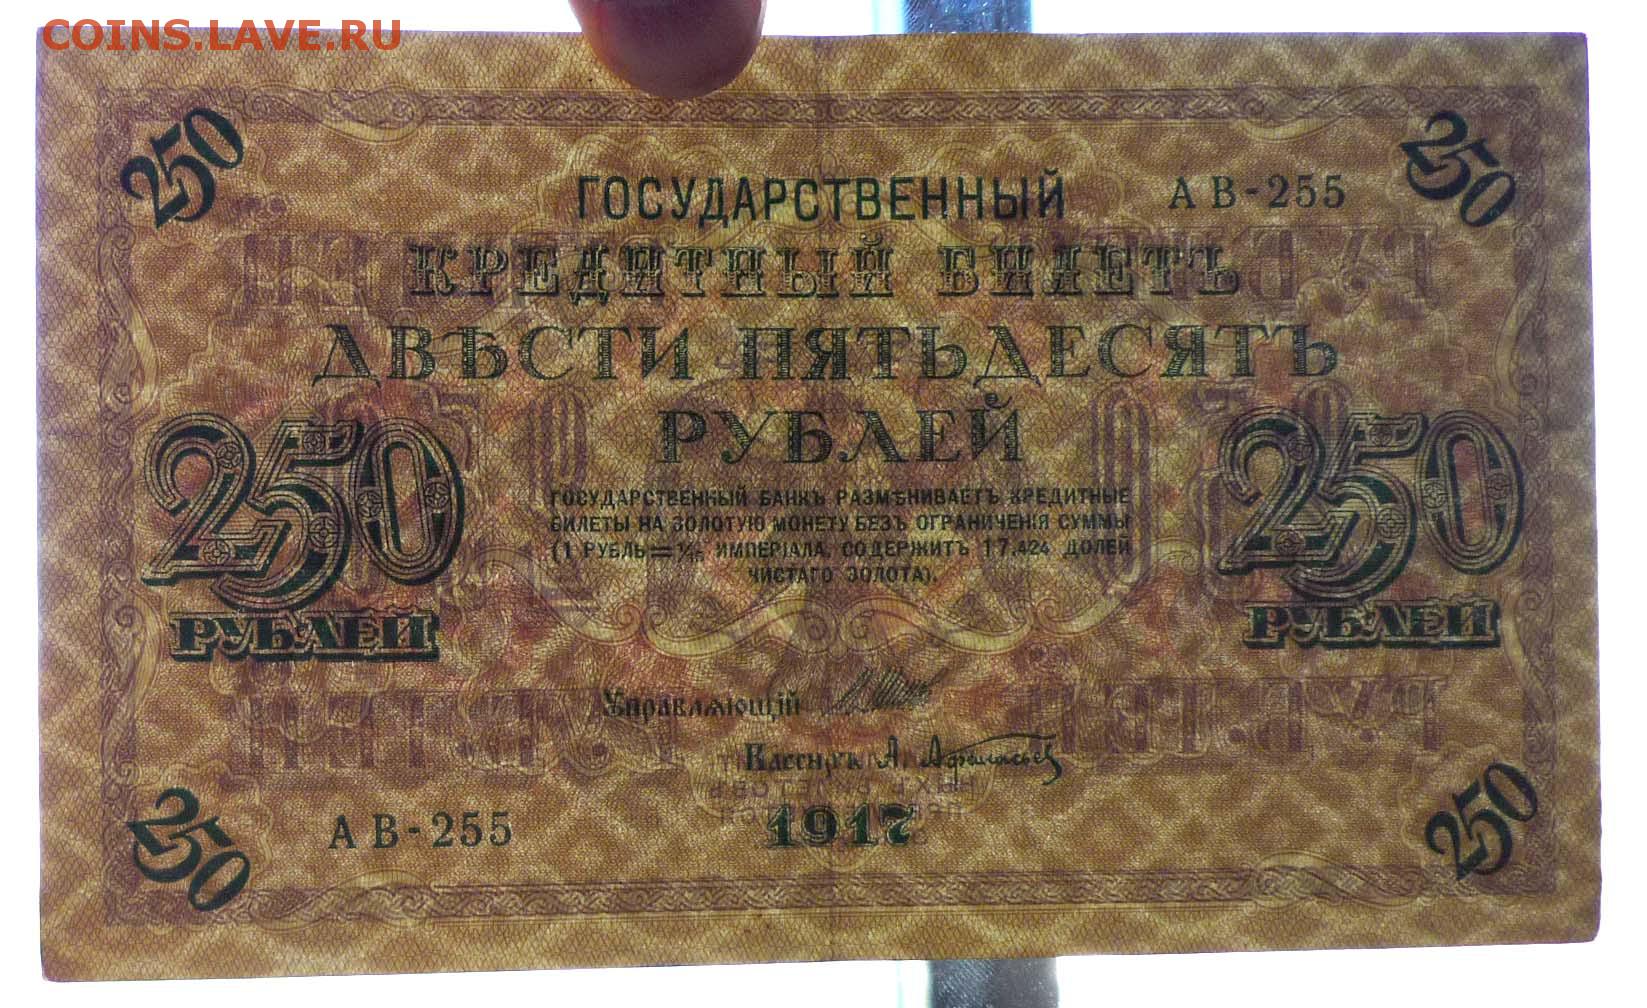 COINS.LAVE.RU
250
250
ГОСУДАРСТВЕННЫЙ
АВ-255
КРЕДИТНЫЙ БИЛЕТЪ
ДВѢСТИ ПЯТЬДЕСЯТЪ
РУБЛЕЙ
250
РУБЛЕЙ
ГОСУДАРСТВЕННЫЙ БАНКЪ РАЗМѢНИВАЕТЪ КРЕДИТНЫЕ
БИЛЕТЫ НА ЗОЛОТУЮ МОНЕТУ БЕЗЪ ОГРАНИЧЕНІЯ СУММЫ
(1 РУБЛЬ = 1/15 ИМПЕРІАЛА, СОДЕРЖИТЪ 17,424 ДОЛЕЙ
ЧИСТАГО ЗОЛОТА).
250
РУБЛЕЙ
Управляющій
Кассиръ А. Афанасьев
АВ-255
1917
250
250